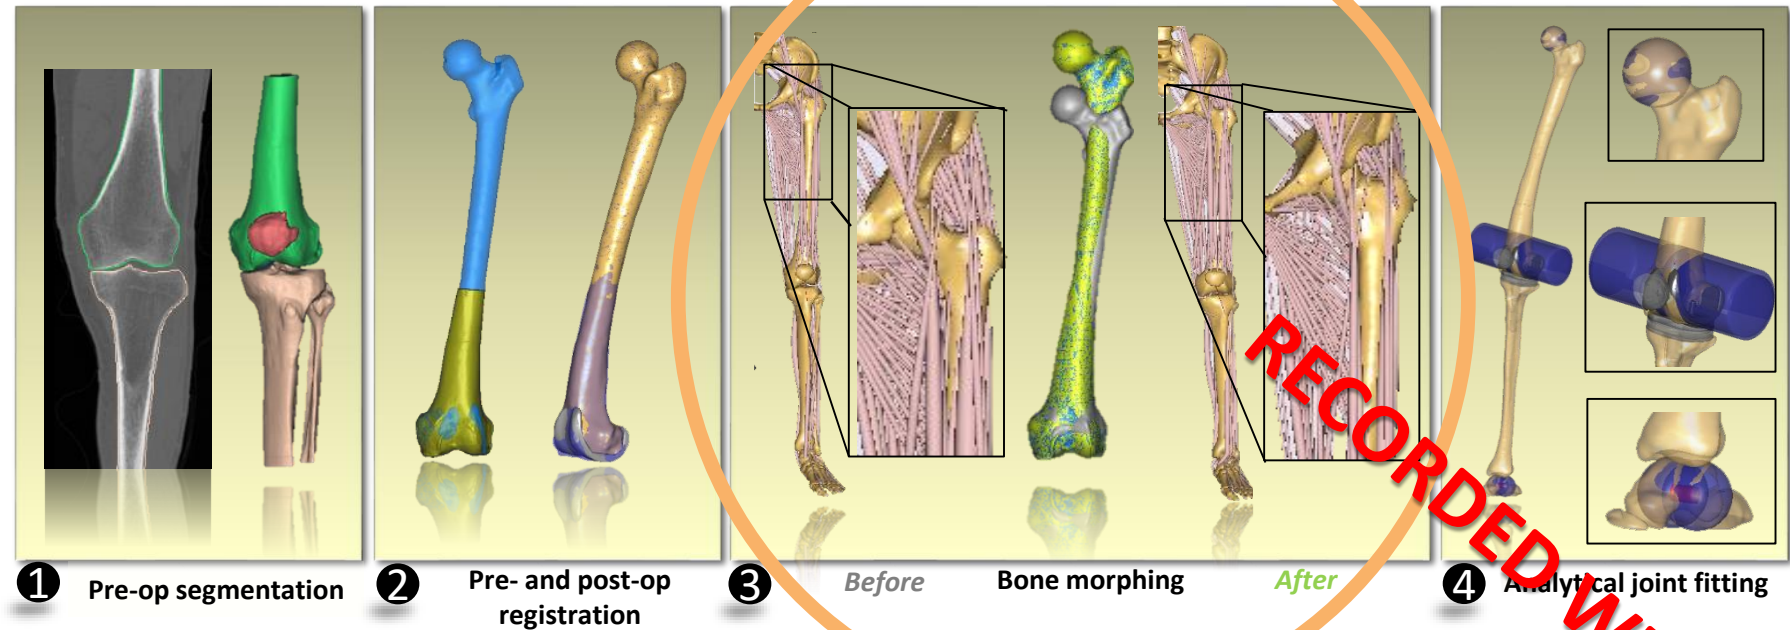 1 Pre-op segmentation
2 Pre- and post-op
registration
3 Before Bone morphing After
4 Analytical joint fitting
RECORDED